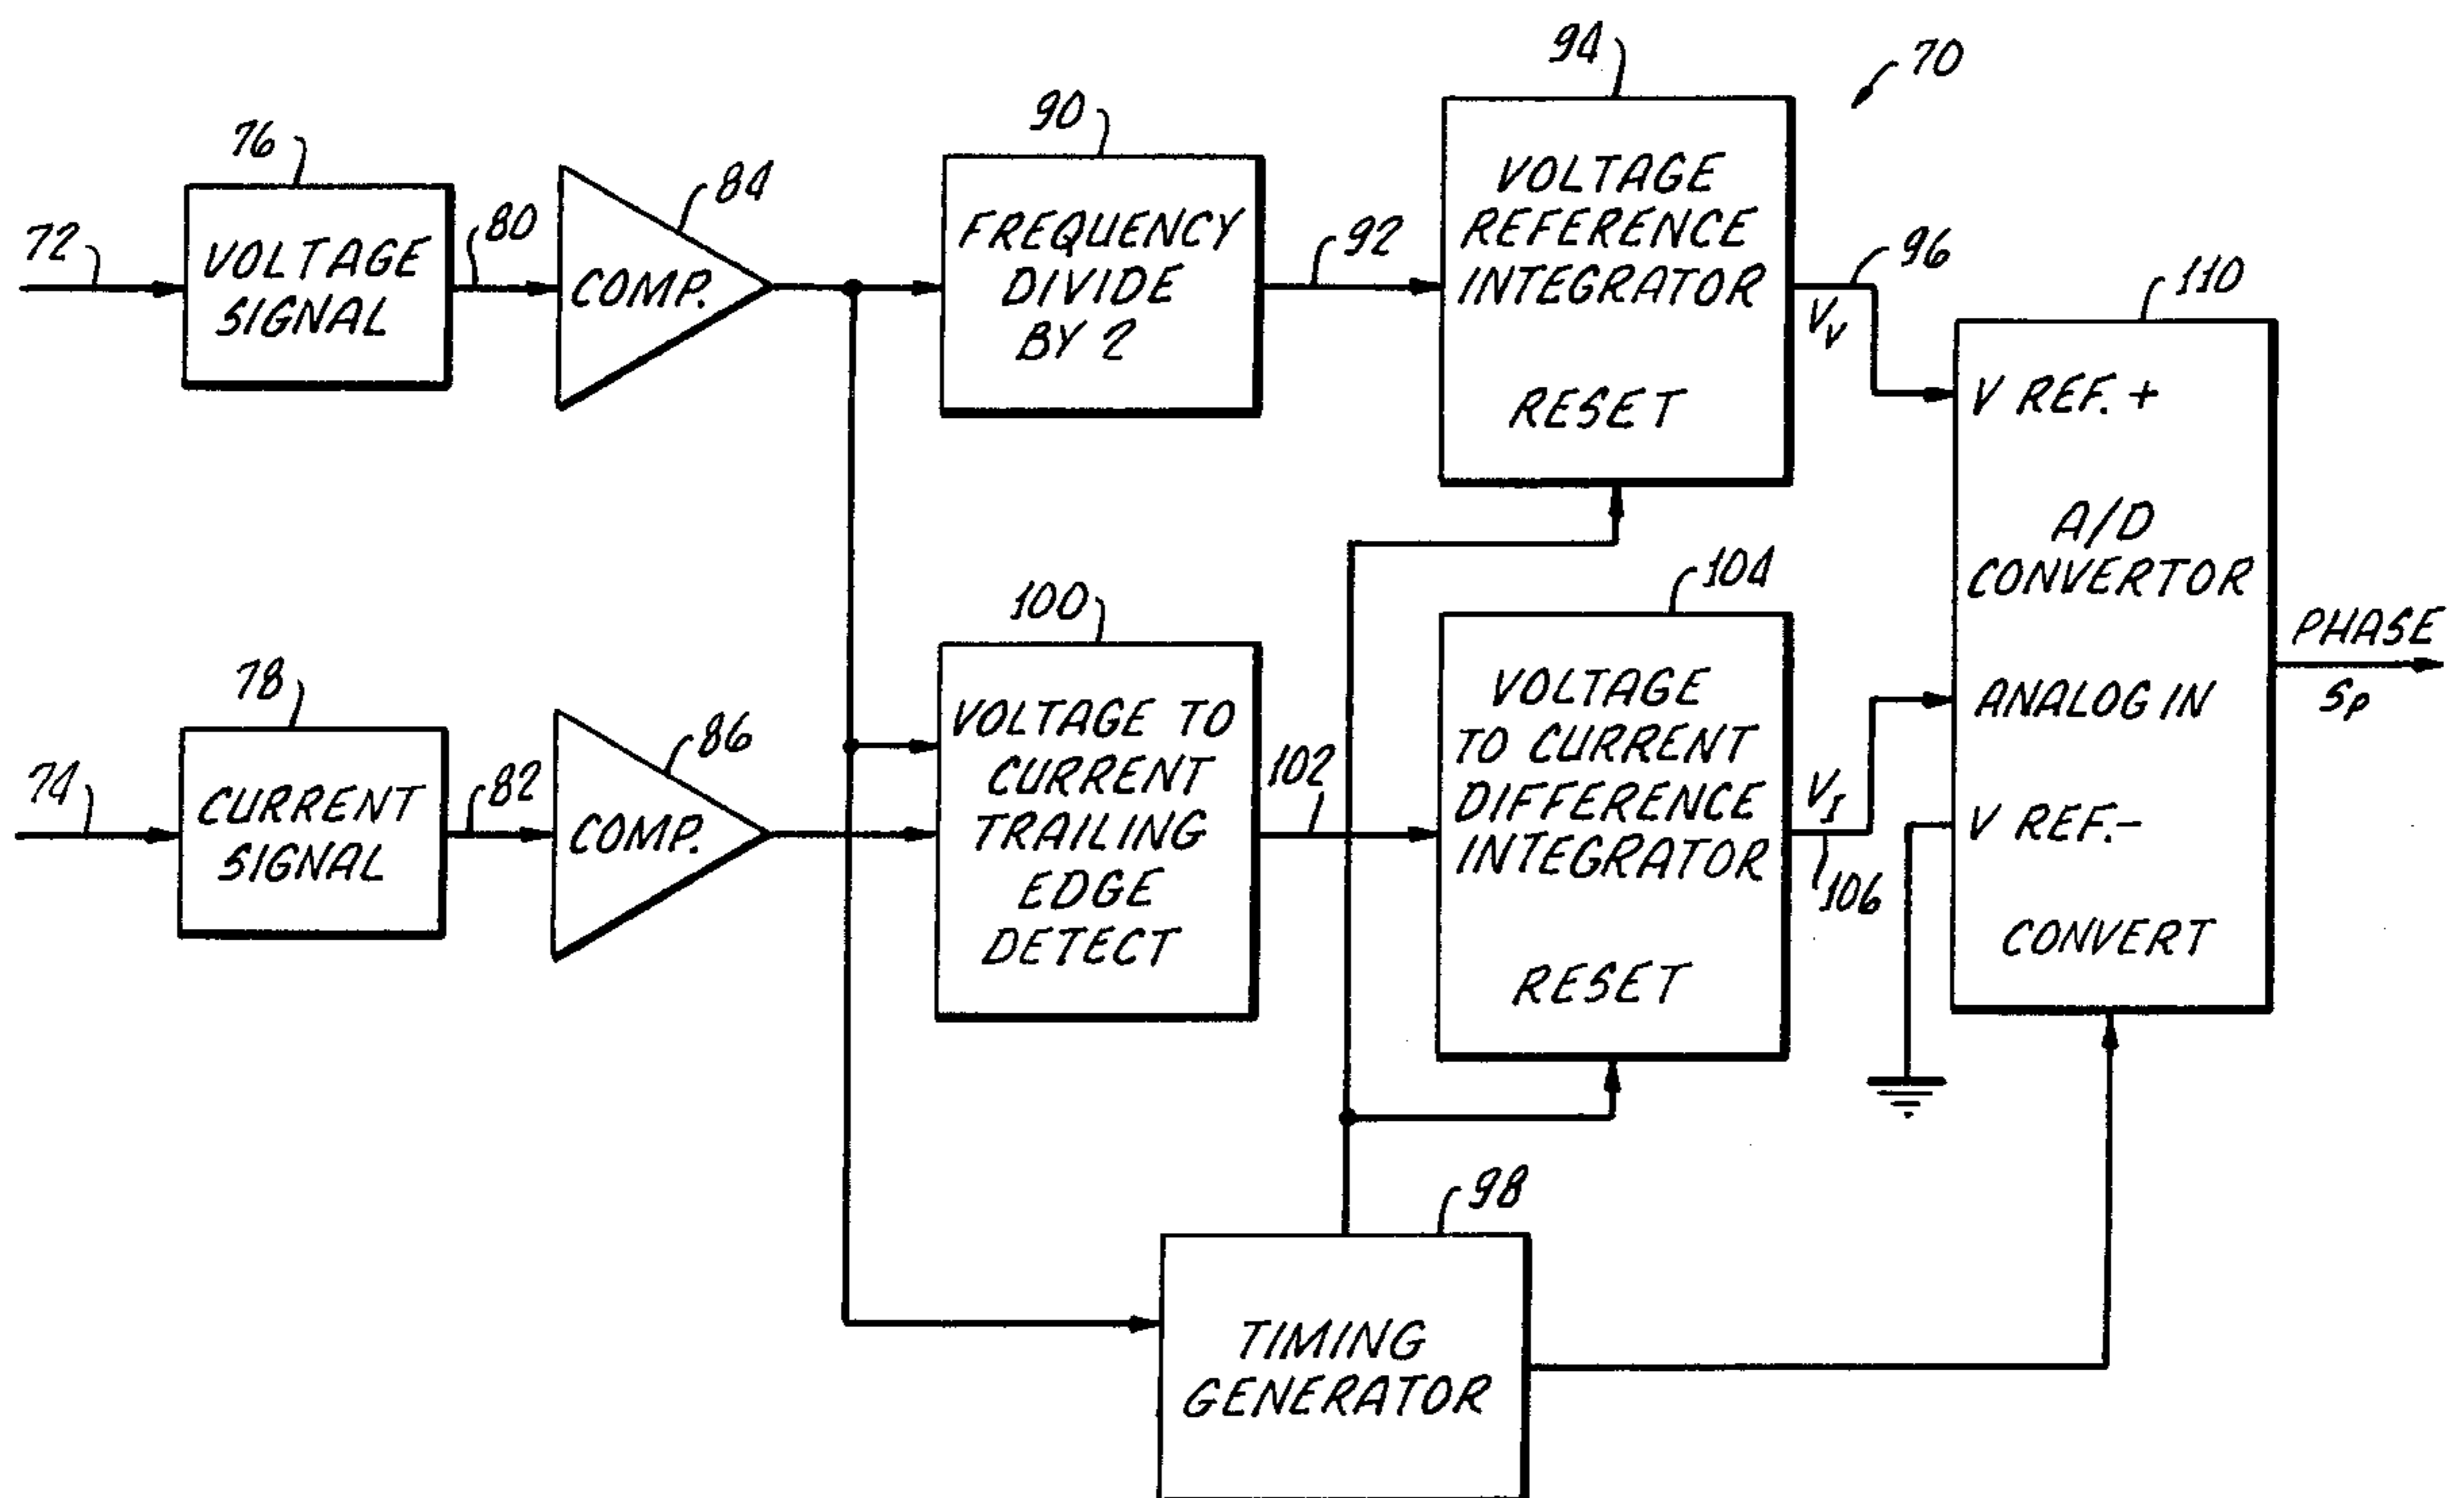 94
70
90
76
84
VOLTAGE
REFERENCE
INTEGRATOR
RESET
72
VOLTAGE
SIGNAL
80
COMP.
FREQUENCY
DIVIDE
BY 2
92
96
VV
110
V REF. +
A/D
CONVERTOR
ANALOG IN
V REF. -
CONVERT
PHASE
SP
78
86
100
104
74
CURRENT
SIGNAL
82
COMP.
VOLTAGE TO
CURRENT
TRAILING
EDGE
DETECT
102
VOLTAGE
TO CURRENT
DIFFERENCE
INTEGRATOR
RESET
VI
106
98
TIMING
GENERATOR